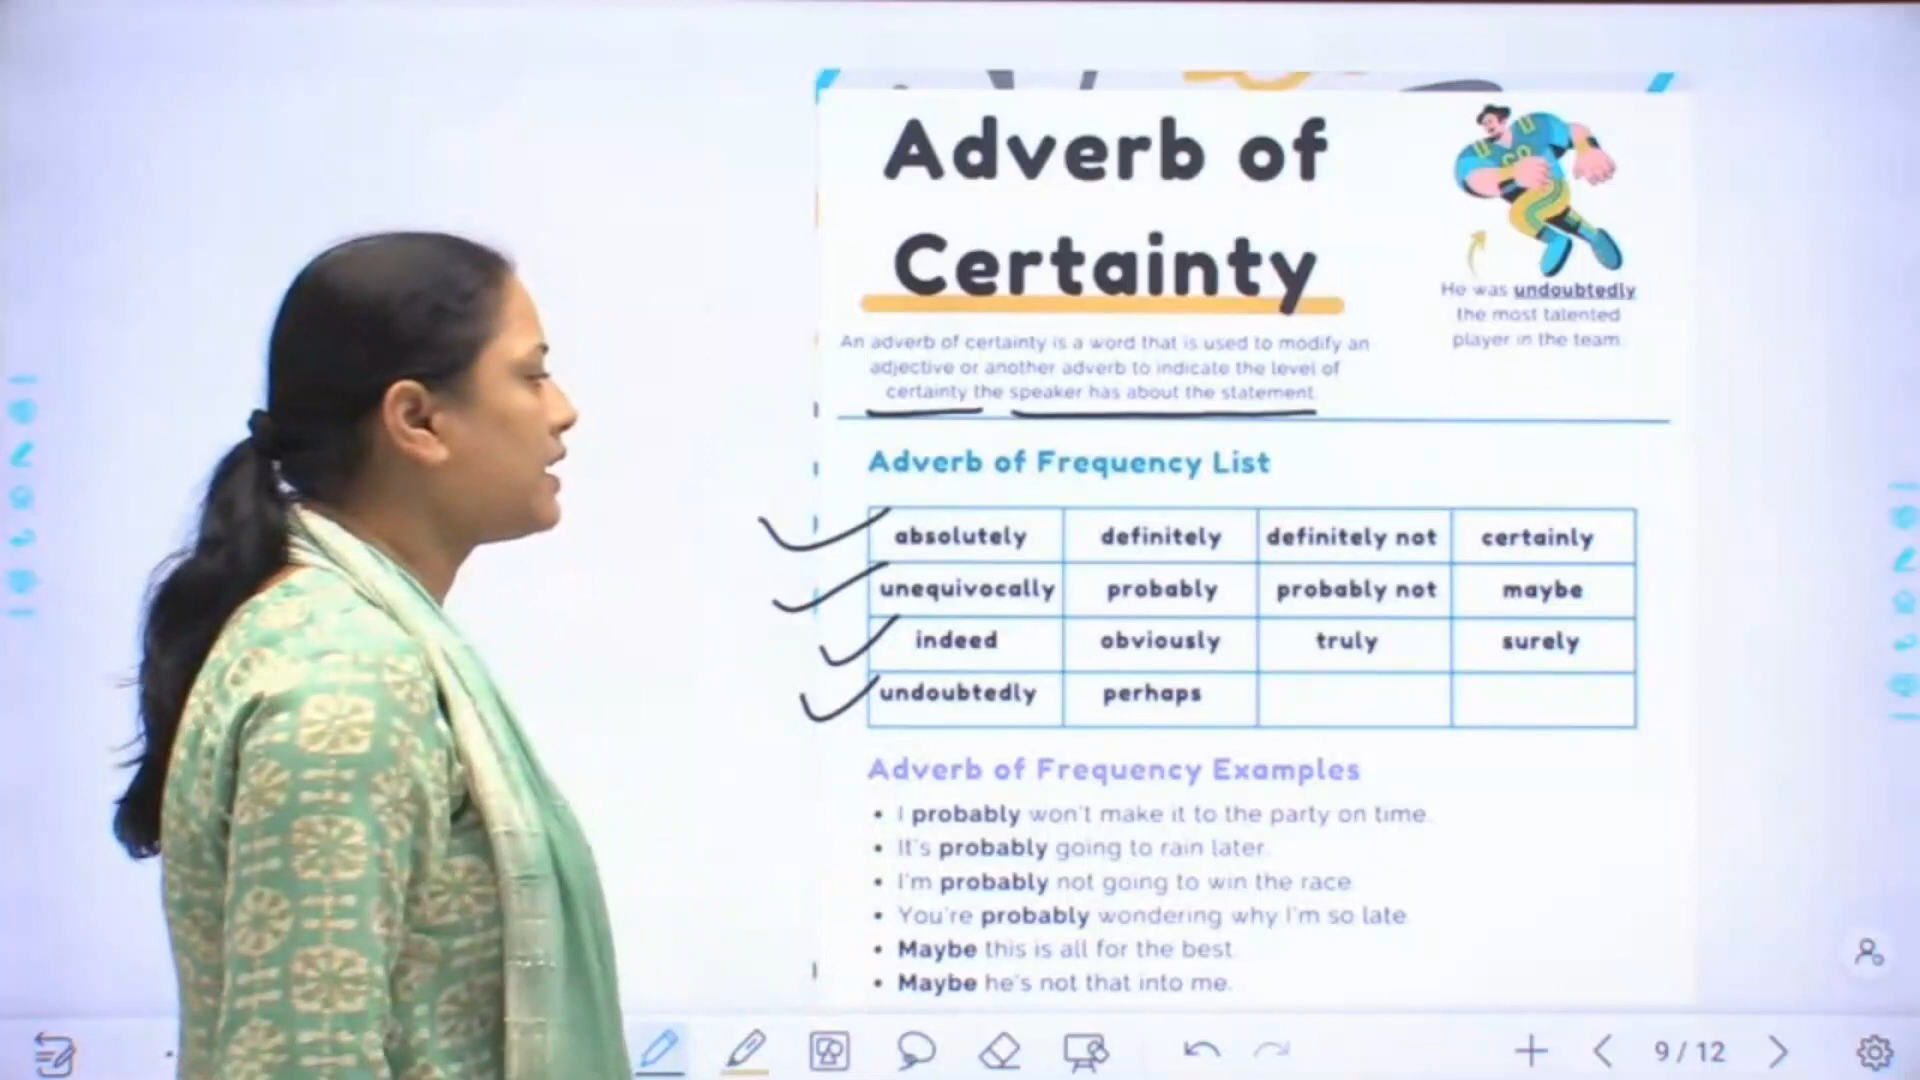 Adverb of
Certainty
He was undoubtedly
the most talented
player in the team.
An adverb of certainty is a word that is used to modify an
adjective or another adverb to indicate the level of
certainty the speaker has about the statement.
Adverb of Frequency List
absolutely definitely definitely not certainly
unequivocally probably probably not maybe
indeed obviously truly surely
undoubtedly perhaps
Adverb of Frequency Examples
• I probably won't make it to the party on time.
• It's probably going to rain later.
• I'm probably not going to win the race.
• You're probably wondering why I'm so late.
• Maybe this is all for the best.
• Maybe he's not that into me.
9 / 12